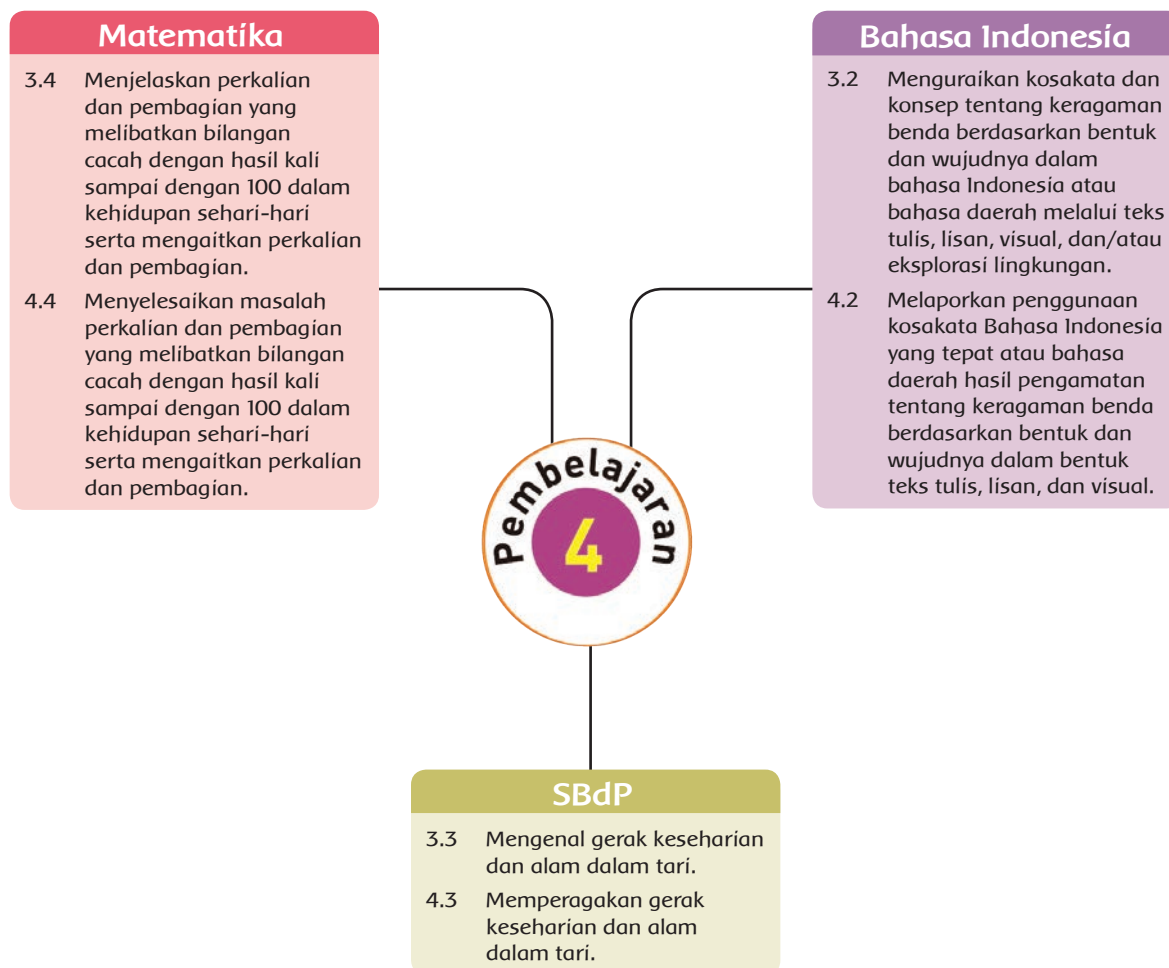 Matematika
3.4 Menjelaskan perkalian
dan pembagian yang
melibatkan bilangan
cacah dengan hasil kali
sampai dengan 100 dalam
kehidupan sehari-hari
serta mengaitkan perkalian
dan pembagian.
4.4 Menyelesaikan masalah
perkalian dan pembagian
yang melibatkan bilangan
cacah dengan hasil kali
sampai dengan 100 dalam
kehidupan sehari-hari
serta mengaitkan perkalian
dan pembagian.
Bahasa Indonesia
3.2 Menguraikan kosakata dan
konsep tentang keragaman
benda berdasarkan bentuk
dan wujudnya dalam
bahasa Indonesia atau
bahasa daerah melalui teks
tulis, lisan, visual, dan/atau
eksplorasi lingkungan.
4.2 Melaporkan penggunaan
kosakata Bahasa Indonesia
yang tepat atau bahasa
daerah hasil pengamatan
tentang keragaman benda
berdasarkan bentuk dan
wujudnya dalam bentuk
teks tulis, lisan, dan visual.
Pembelajaran
4
SBdP
3.3 Mengenal gerak keseharian
dan alam dalam tari.
4.3 Memperagakan gerak
keseharian dan alam
dalam tari.